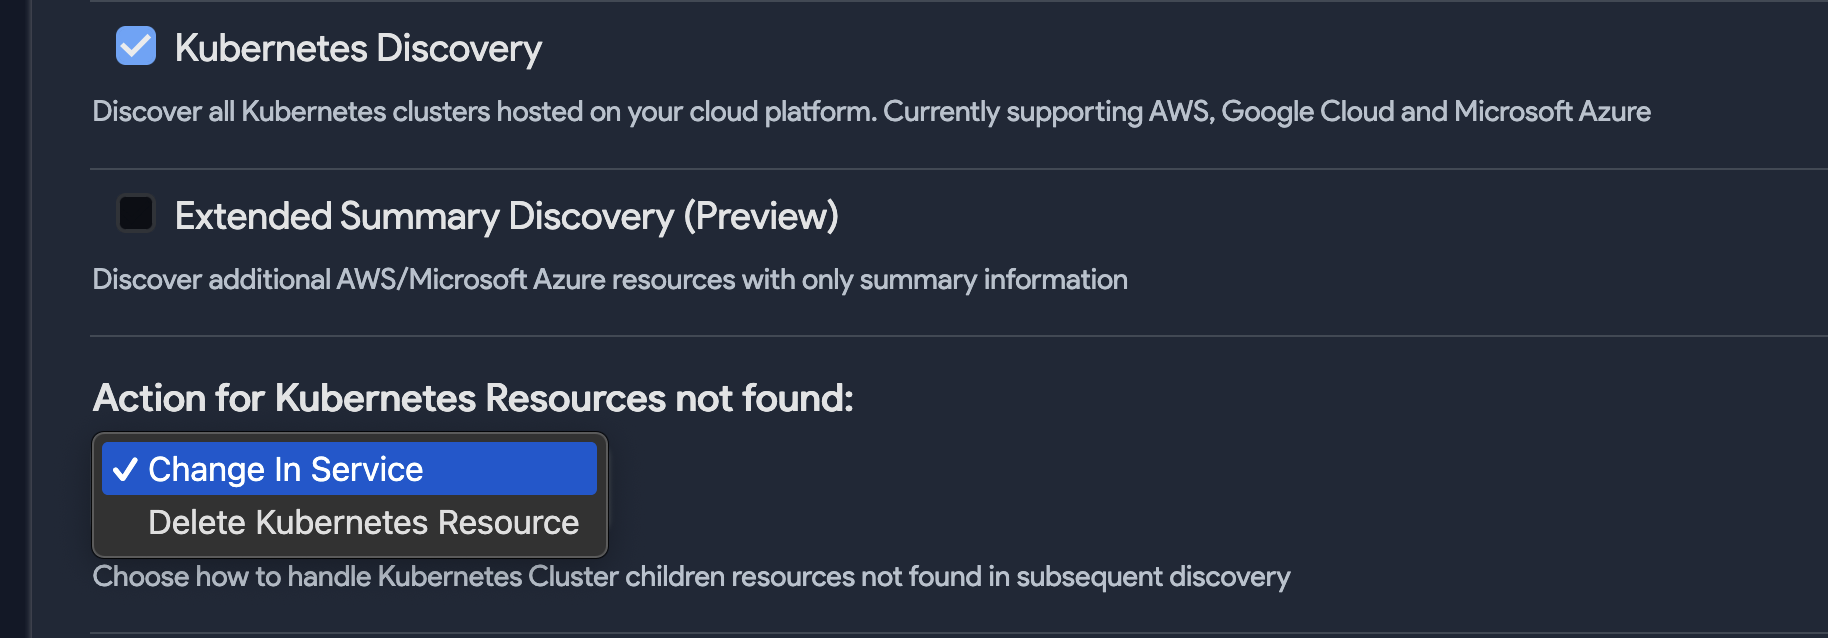 Kubernetes Discovery
Discover all Kubernetes clusters hosted on your cloud platform. Currently supporting AWS, Google Cloud and Microsoft Azure
Extended Summary Discovery (Preview)
Discover additional AWS/Microsoft Azure resources with only summary information
Action for Kubernetes Resources not found:
Change In Service
Delete Kubernetes Resource
Choose how to handle Kubernetes Cluster children resources not found in subsequent discovery